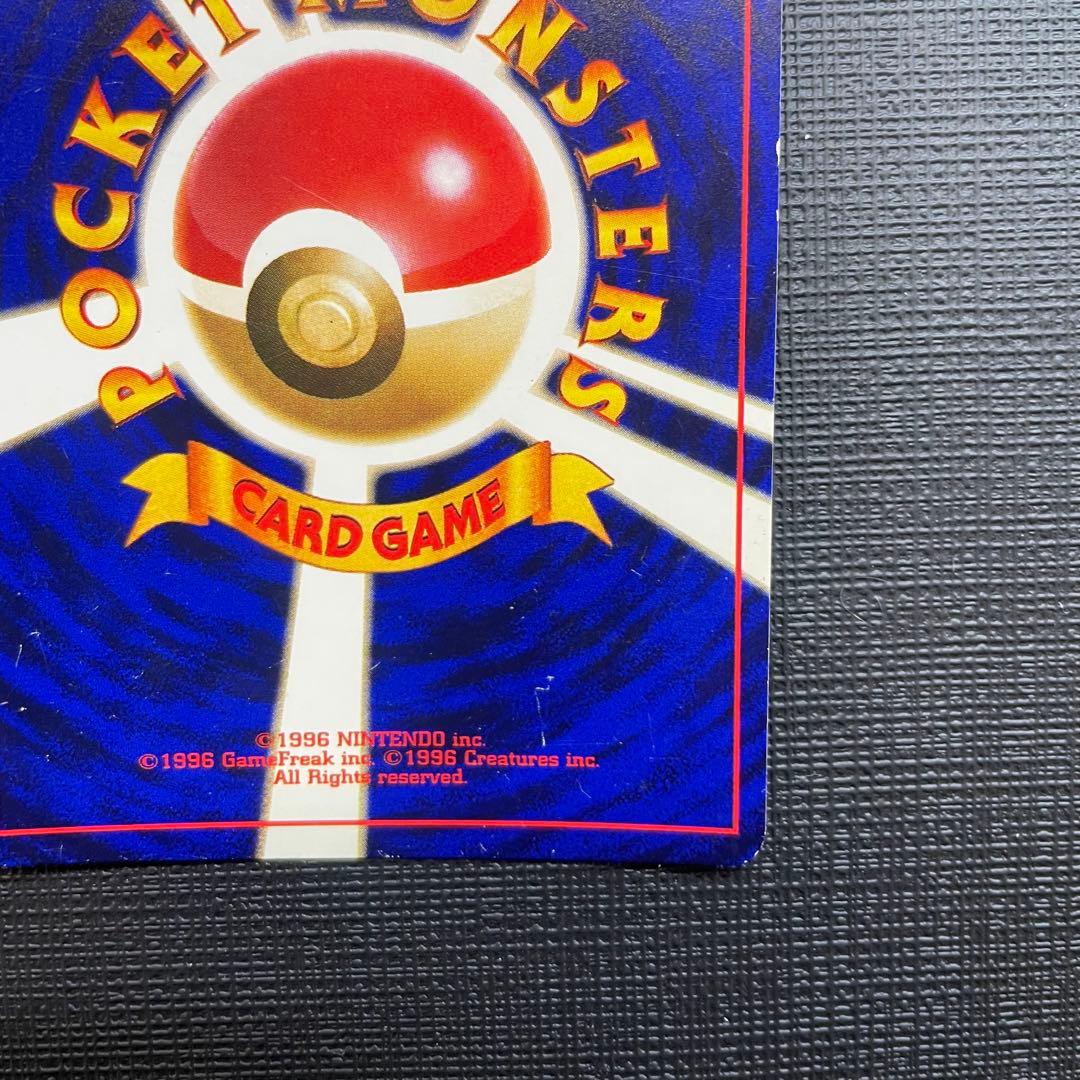 POCKET MONSTERS
CARD GAME
©1996 NINTENDO inc.
©1996 GameFreak inc. ©1996 Creatures inc.
All Rights reserved.